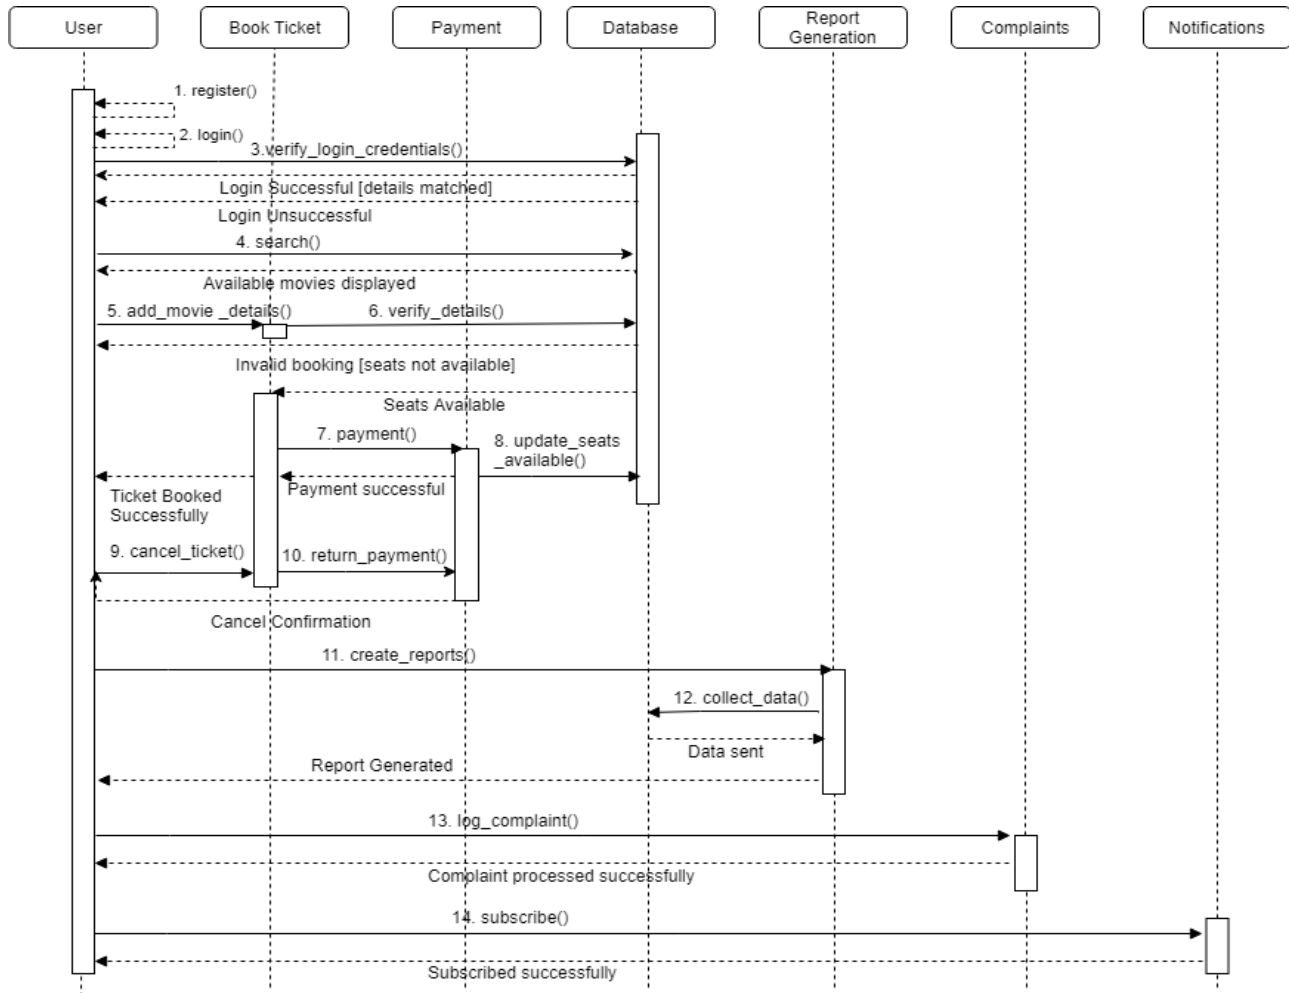 User
Book Ticket
Payment
Database
Report
Generation
Complaints
Notifications
1. register()
2. login()
3.verify_login_credentials()
Login Successful [details matched]
Login Unsuccessful
4. search()
Available movies displayed
5. add_movie _details()
6. verify_details()
Invalid booking [seats not available]
Seats Available
7. payment()
8. update_seats
_available()
Payment successful
Ticket Booked
Successfully
9. cancel_ticket()
10. return_payment()
Cancel Confirmation
11. create_reports()
12. collect_data()
Data sent
Report Generated
13. log_complaint()
Complaint processed successfully
14. subscribe()
Subscribed successfully